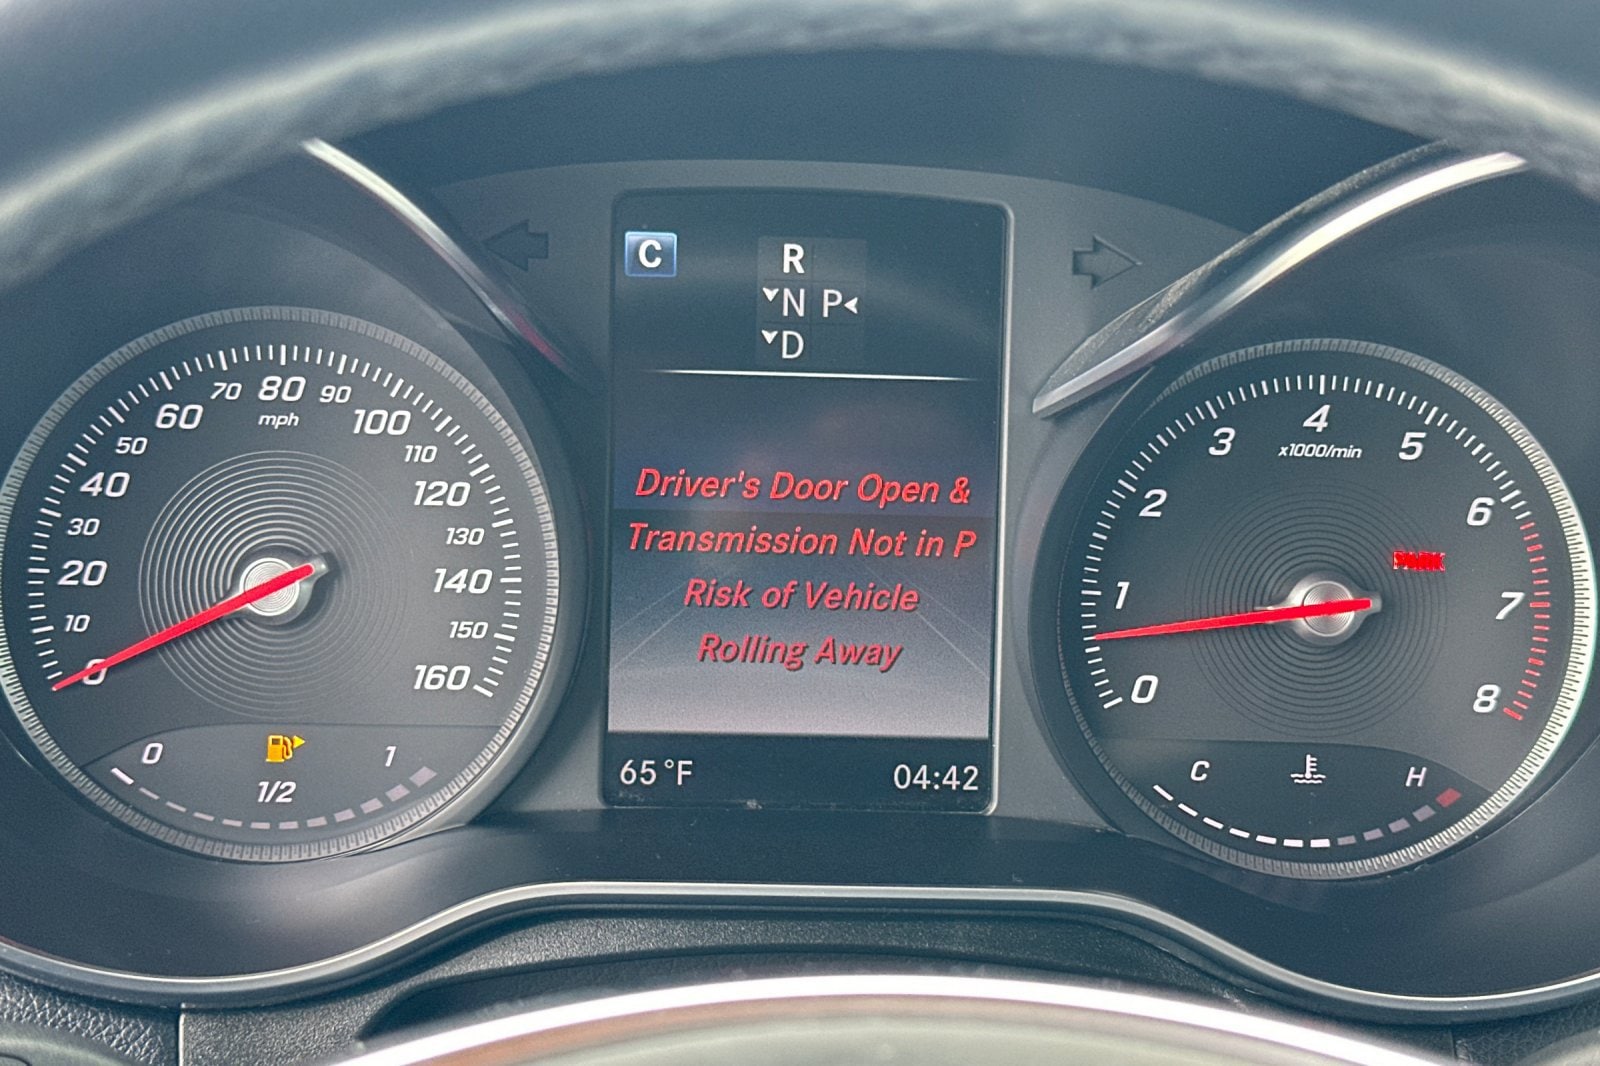 C
R
N P
D
Driver's Door Open &
Transmission Not in P
Risk of Vehicle
Rolling Away
65°F 04:42
0
10
20
30
40
50
60
70
80
90
100
110
120
130
140
150
160
mph
0 1/2 1
0
1
2
3
4
5
6
7
8
x1000/min
PARK
C H